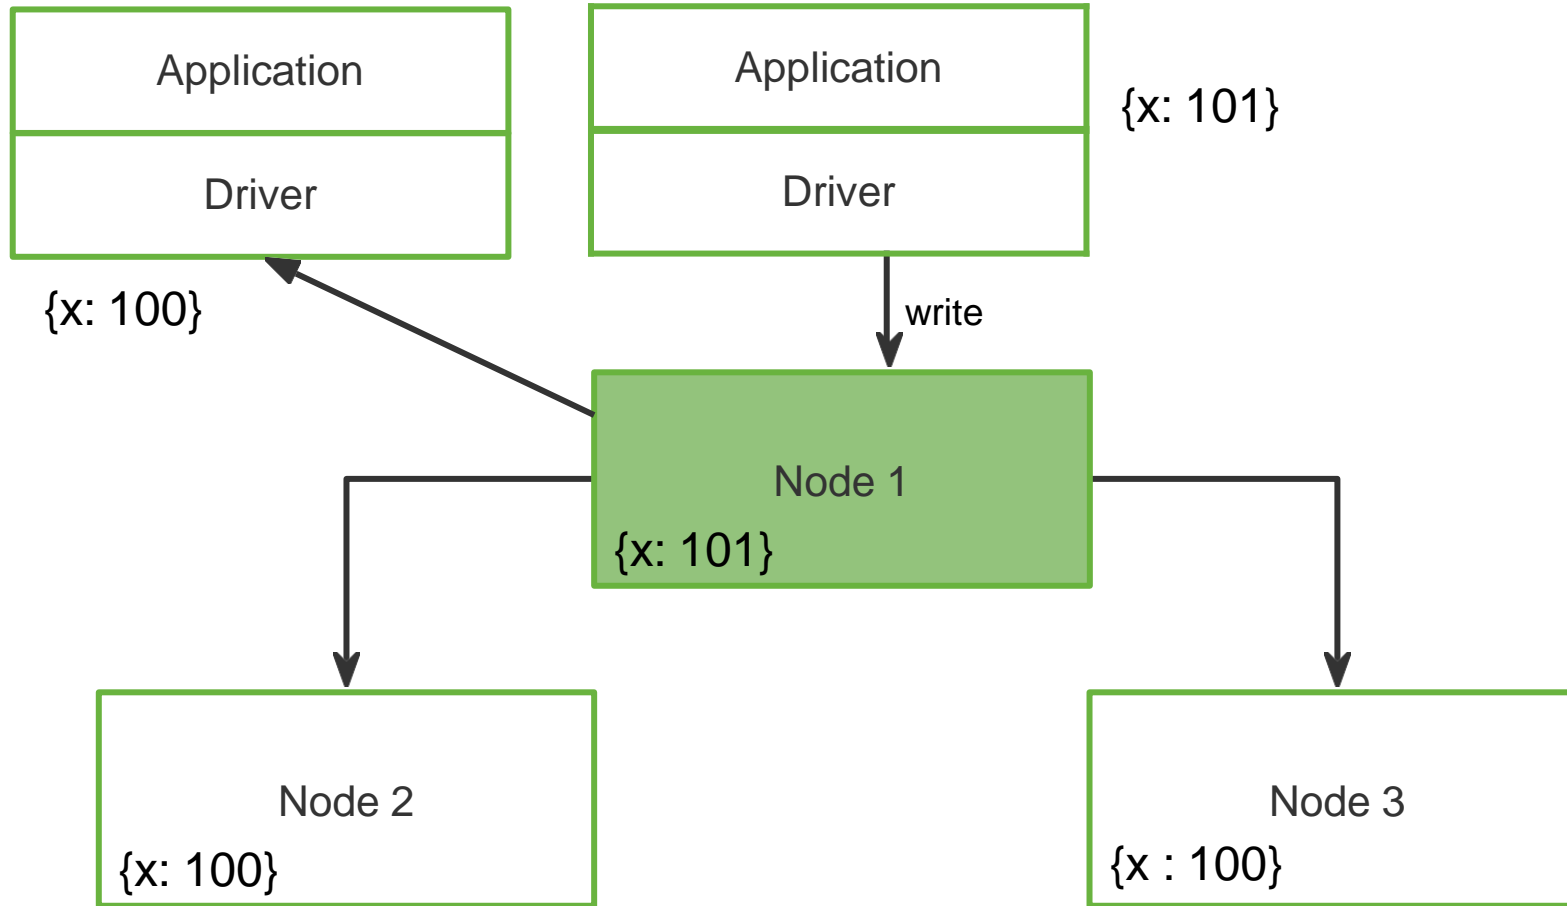 Application
Application
{x: 101}
Driver
Driver
{x: 100}
write
Node 1
{x: 101}
Node 2
Node 3
{x: 100}
{x : 100}